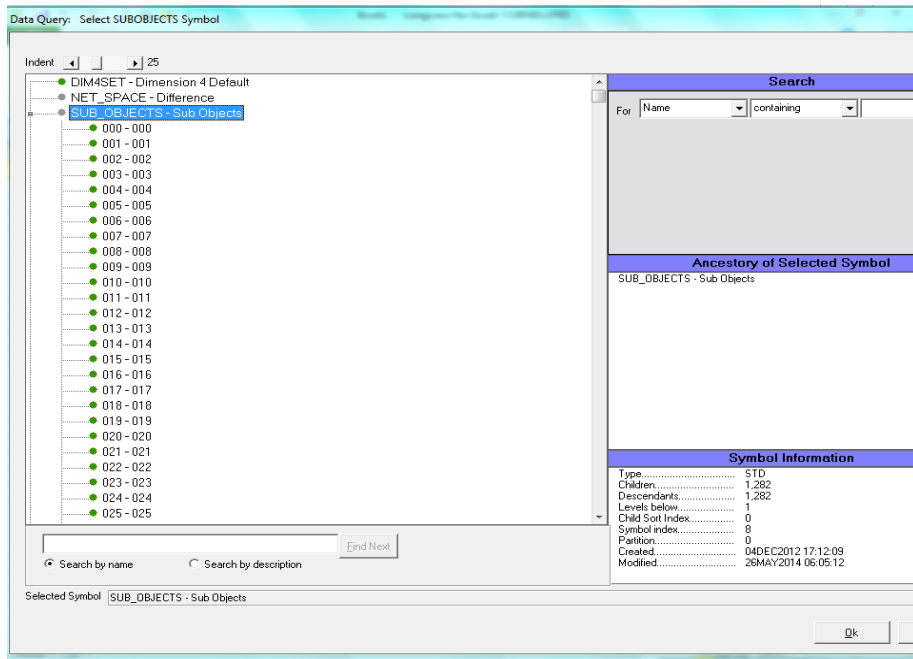 Data Query: Select SUBOBJECTS Symbol
Indent 25
DIM4SET - Dimension 4 Default
NET_SPACE - Difference
SUB_OBJECTS - Sub Objects
000 - 000
001 - 001
002 - 002
003 - 003
004 - 004
005 - 005
006 - 006
007 - 007
008 - 008
009 - 009
010 - 010
011 - 011
012 - 012
013 - 013
014 - 014
015 - 015
016 - 016
017 - 017
018 - 018
019 - 019
020 - 020
021 - 021
022 - 022
023 - 023
024 - 024
025 - 025
Find Next
Search by name Search by description
Search
For Name containing
Ancestory of Selected Symbol
SUB_OBJECTS - Sub Objects
Symbol Information
Type............................... STD
Children........................... 1,282
Descendants..................... 1,282
Levels below.................... 1
Child Sort Index............... 0
Symbol index................... 8
Partition........................... 0
Created............................ 04DEC2012 17:12:09
Modified........................... 26MAY2014 06:05:12
Selected Symbol SUB_OBJECTS - Sub Objects
Ok